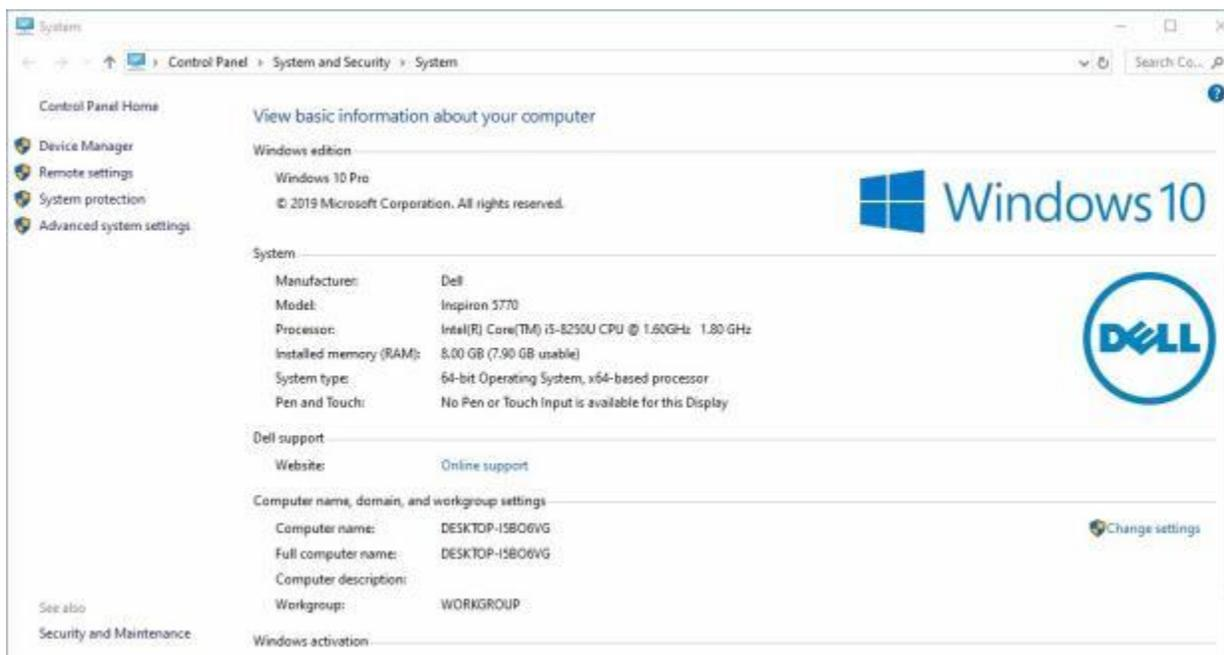 System
Control Panel › System and Security › System
Search Co...
Control Panel Home
Device Manager
Remote settings
System protection
Advanced system settings
See also
Security and Maintenance
View basic information about your computer
Windows edition
Windows 10 Pro
© 2019 Microsoft Corporation. All rights reserved.
Windows 10
System
Manufacturer: Dell
Model: Inspiron 5770
Processor: Intel(R) Core(TM) i5-8250U CPU @ 1.60GHz 1.80 GHz
Installed memory (RAM): 8.00 GB (7.90 GB usable)
System type: 64-bit Operating System, x64-based processor
Pen and Touch: No Pen or Touch Input is available for this Display
DELL
Dell support
Website: Online support
Computer name, domain, and workgroup settings
Computer name: DESKTOP-I5BO6VG
Change settings
Full computer name: DESKTOP-I5BO6VG
Computer description:
Workgroup: WORKGROUP
Windows activation